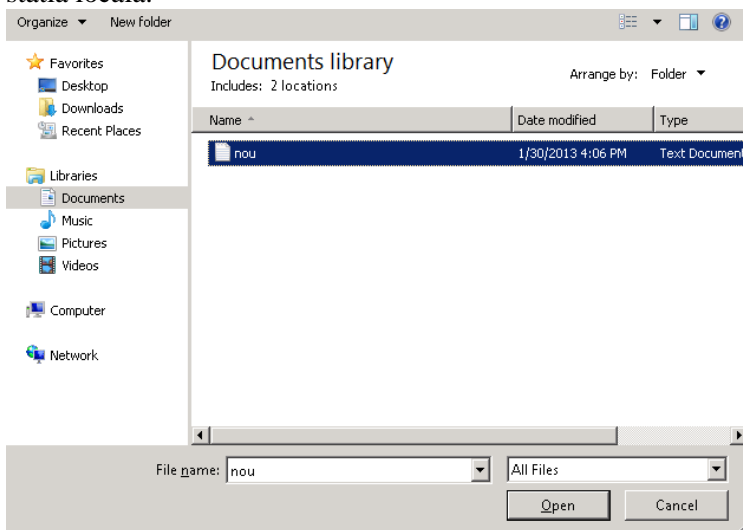 stația locală.
Organize New folder
Favorites
Desktop
Downloads
Recent Places
Libraries
Documents
Music
Pictures
Videos
Computer
Network
Documents library
Includes: 2 locations
Arrange by: Folder
Name Date modified Type
nou 1/30/2013 4:06 PM Text Document
File name: nou
All Files
Open Cancel